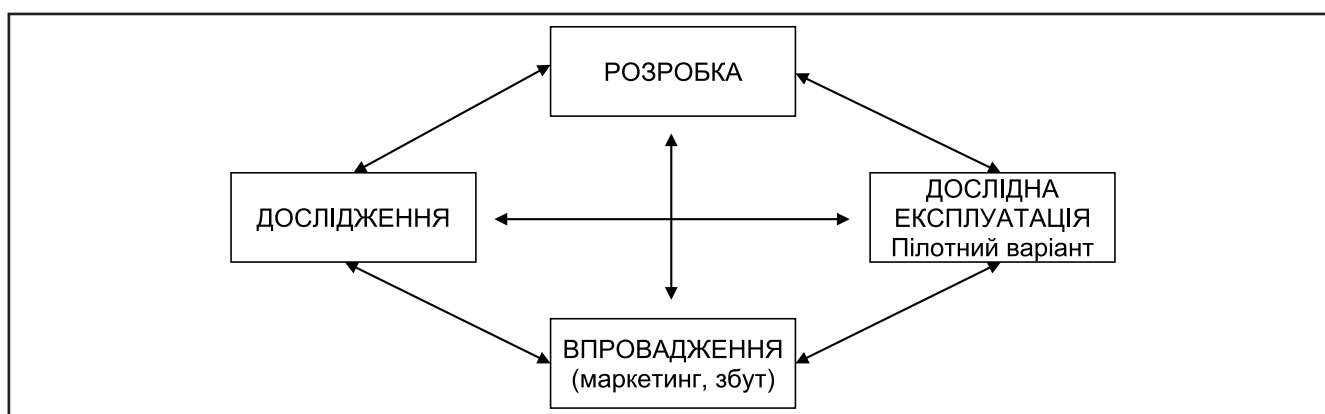 РОЗРОБКА
ДОСЛІДЖЕННЯ
ДОСЛІДНА
ЕКСПЛУАТАЦІЯ
Пілотний варіант
ВПРОВАДЖЕННЯ
(маркетинг, збут)